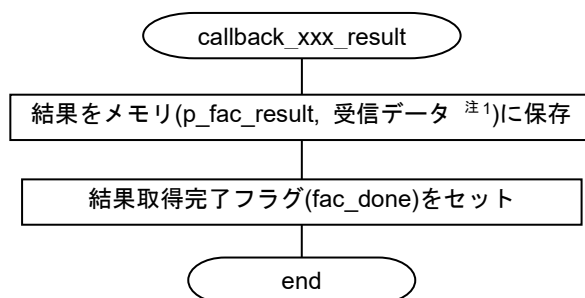 callback_xxx_result
結果をメモリ(p_fac_result, 受信データ 注1)に保存
結果取得完了フラグ(fac_done)をセット
end